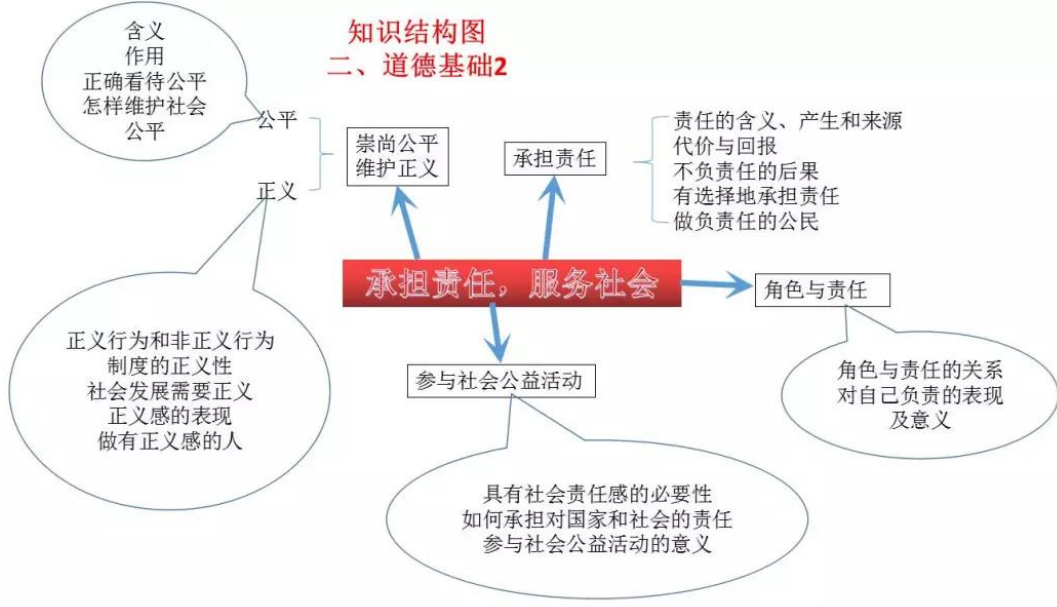 知识结构图
二、道德基础2
含义
作用
正确看待公平
怎样维护社会
公平
公平
正义
崇尚公平
维护正义
承担责任
责任的含义、产生和来源
代价与回报
不负责任的后果
有选择地承担责任
做负责任的公民
承担责任，服务社会
角色与责任
角色与责任的关系
对自己负责的表现
及意义
参与社会公益活动
正义行为和非正义行为
制度的正义性
社会发展需要正义
正义感的表现
做有正义感的人
具有社会责任感的必要性
如何承担对国家和社会的责任
参与社会公益活动的意义